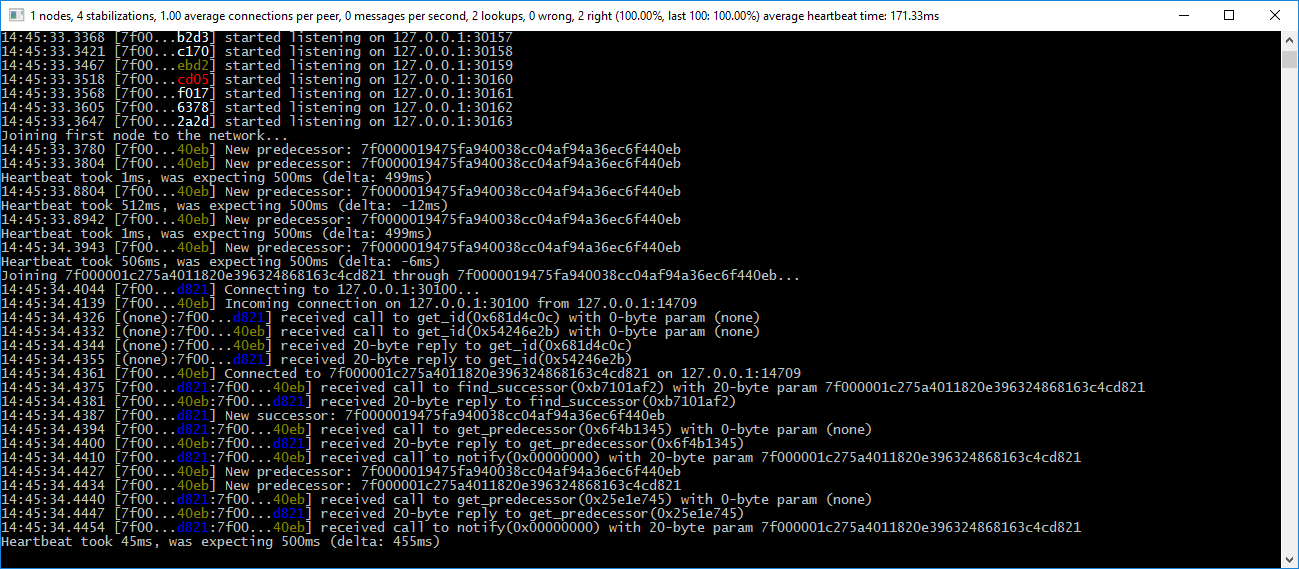 1 nodes, 4 stabilizations, 1.00 average connections per peer, 0 messages per second, 2 lookups, 0 wrong, 2 right (100.00%, last 100: 100.00%) average heartbeat time: 171.33ms
14:45:33.3368 [7f00...b2d3] started listening on 127.0.0.1:30157
14:45:33.3421 [7f00...c170] started listening on 127.0.0.1:30158
14:45:33.3467 [7f00...ebd2] started listening on 127.0.0.1:30159
14:45:33.3518 [7f00...cd05] started listening on 127.0.0.1:30160
14:45:33.3568 [7f00...f017] started listening on 127.0.0.1:30161
14:45:33.3605 [7f00...6378] started listening on 127.0.0.1:30162
14:45:33.3647 [7f00...2a2d] started listening on 127.0.0.1:30163
Joining first node to the network...
14:45:33.3780 [7f00...40eb] New predecessor: 7f0000019475fa940038cc04af94a36ec6f440eb
14:45:33.3804 [7f00...40eb] New predecessor: 7f0000019475fa940038cc04af94a36ec6f440eb
Heartbeat took 1ms, was expecting 500ms (delta: 499ms)
14:45:33.8804 [7f00...40eb] New predecessor: 7f0000019475fa940038cc04af94a36ec6f440eb
Heartbeat took 512ms, was expecting 500ms (delta: -12ms)
14:45:33.8942 [7f00...40eb] New predecessor: 7f0000019475fa940038cc04af94a36ec6f440eb
Heartbeat took 1ms, was expecting 500ms (delta: 499ms)
14:45:34.3943 [7f00...40eb] New predecessor: 7f0000019475fa940038cc04af94a36ec6f440eb
Heartbeat took 506ms, was expecting 500ms (delta: -6ms)
Joining 7f000001c275a4011820e396324868163c4cd821 through 7f0000019475fa940038cc04af94a36ec6f440eb...
14:45:34.4044 [7f00...d821] Connecting to 127.0.0.1:30100...
14:45:34.4139 [7f00...40eb] Incoming connection on 127.0.0.1:30100 from 127.0.0.1:14709
14:45:34.4326 [(none):7f00...d821] received call to get_id(0x681d4c0c) with 0-byte param (none)
14:45:34.4332 [(none):7f00...40eb] received call to get_id(0x54246e2b) with 0-byte param (none)
14:45:34.4344 [(none):7f00...40eb] received 20-byte reply to get_id(0x681d4c0c)
14:45:34.4355 [(none):7f00...d821] received 20-byte reply to get_id(0x54246e2b)
14:45:34.4361 [7f00...40eb] Connected to 7f000001c275a4011820e396324868163c4cd821 on 127.0.0.1:14709
14:45:34.4375 [7f00...d821:7f00...40eb] received call to find_successor(0xb7101af2) with 20-byte param 7f000001c275a4011820e396324868163c4cd821
14:45:34.4381 [7f00...40eb:7f00...d821] received 20-byte reply to find_successor(0xb7101af2)
14:45:34.4387 [7f00...d821] New successor: 7f0000019475fa940038cc04af94a36ec6f440eb
14:45:34.4394 [7f00...d821:7f00...40eb] received call to get_predecessor(0x6f4b1345) with 0-byte param (none)
14:45:34.4400 [7f00...40eb:7f00...d821] received 20-byte reply to get_predecessor(0x6f4b1345)
14:45:34.4410 [7f00...d821:7f00...40eb] received call to notify(0x00000000) with 20-byte param 7f000001c275a4011820e396324868163c4cd821
14:45:34.4427 [7f00...40eb] New predecessor: 7f0000019475fa940038cc04af94a36ec6f440eb
14:45:34.4434 [7f00...40eb] New predecessor: 7f000001c275a4011820e396324868163c4cd821
14:45:34.4440 [7f00...d821:7f00...40eb] received call to get_predecessor(0x25e1e745) with 0-byte param (none)
14:45:34.4447 [7f00...40eb:7f00...d821] received 20-byte reply to get_predecessor(0x25e1e745)
14:45:34.4454 [7f00...d821:7f00...40eb] received call to notify(0x00000000) with 20-byte param 7f000001c275a4011820e396324868163c4cd821
Heartbeat took 45ms, was expecting 500ms (delta: 455ms)